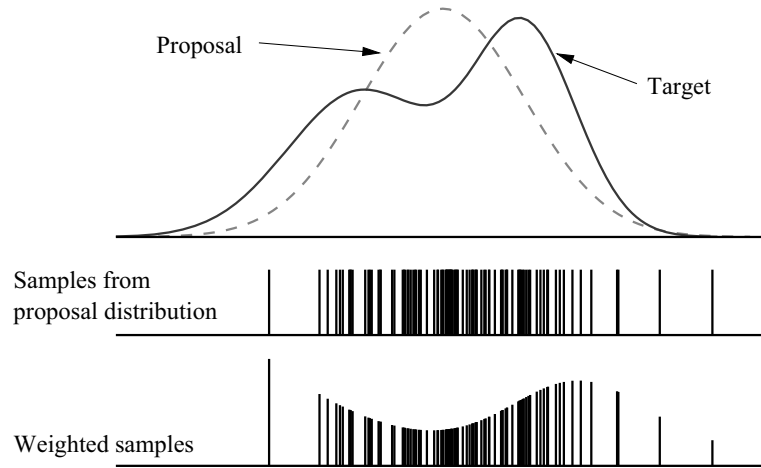 Proposal
Target
Samples from
proposal distribution
Weighted samples